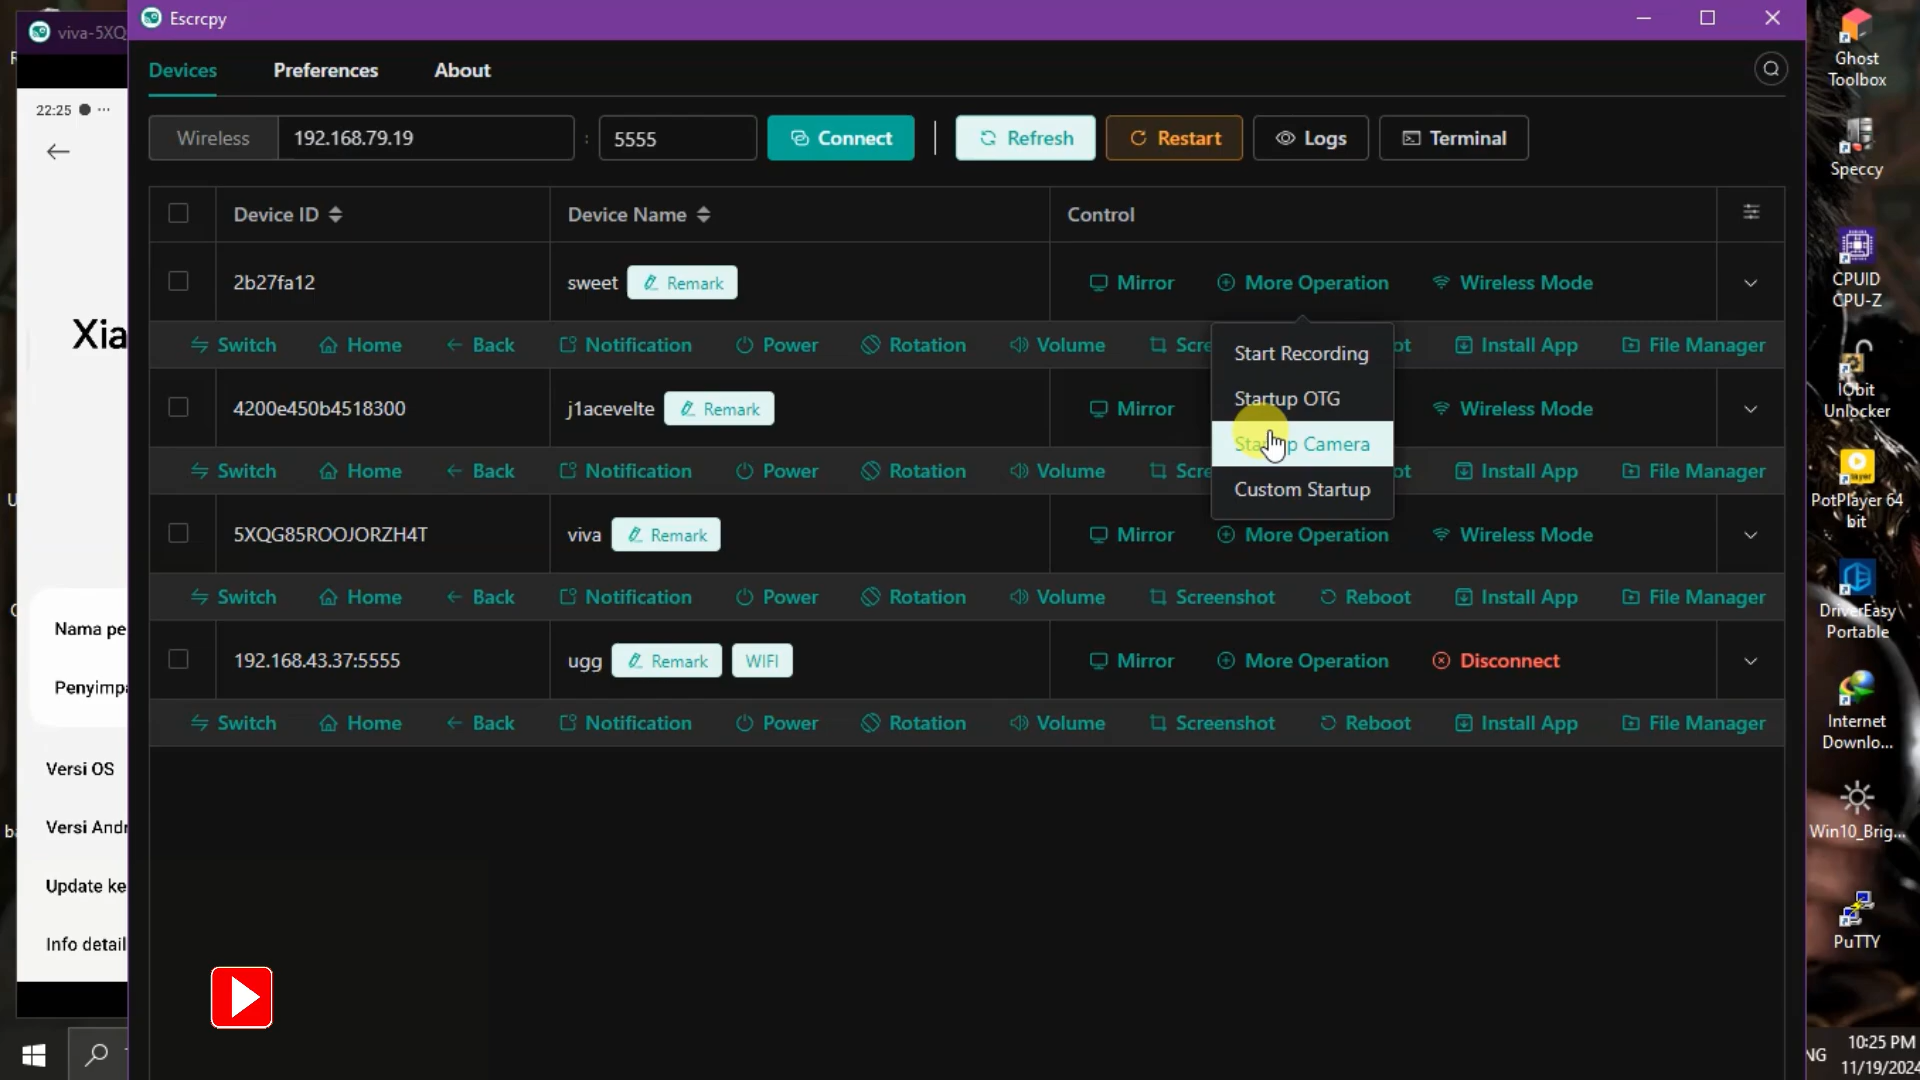 viva-5XQ
Escrcpy
Devices
Preferences
About
Wireless
192.168.79.19
:
5555
Connect
Refresh
Restart
Logs
Terminal
Device ID
Device Name
Control
2b27fa12
sweet
Remark
Mirror
More Operation
Wireless Mode
Switch
Home
Back
Notification
Power
Rotation
Volume
Scre
ot
Install App
File Manager
Start Recording
Startup OTG
Startup Camera
Custom Startup
4200e450b4518300
j1acevelte
Remark
Mirror
Wireless Mode
Switch
Home
Back
Notification
Power
Rotation
Volume
Scre
ot
Install App
File Manager
5XQG85ROOJORZH4T
viva
Remark
Mirror
More Operation
Wireless Mode
Switch
Home
Back
Notification
Power
Rotation
Volume
Screenshot
Reboot
Install App
File Manager
192.168.43.37:5555
ugg
Remark
WIFI
Mirror
More Operation
Disconnect
Switch
Home
Back
Notification
Power
Rotation
Volume
Screenshot
Reboot
Install App
File Manager
22:25
Xia
Nama pe
Penyimpa
Versi OS
Versi Andr
Update ke
Info detail
Ghost
Toolbox
Speccy
CPUID
CPU-Z
IObit
Unlocker
PotPlayer 64
bit
DriverEasy
Portable
Internet
Downlo...
Win10_Brig...
PuTTY
NG
10:25 PM
11/19/2024